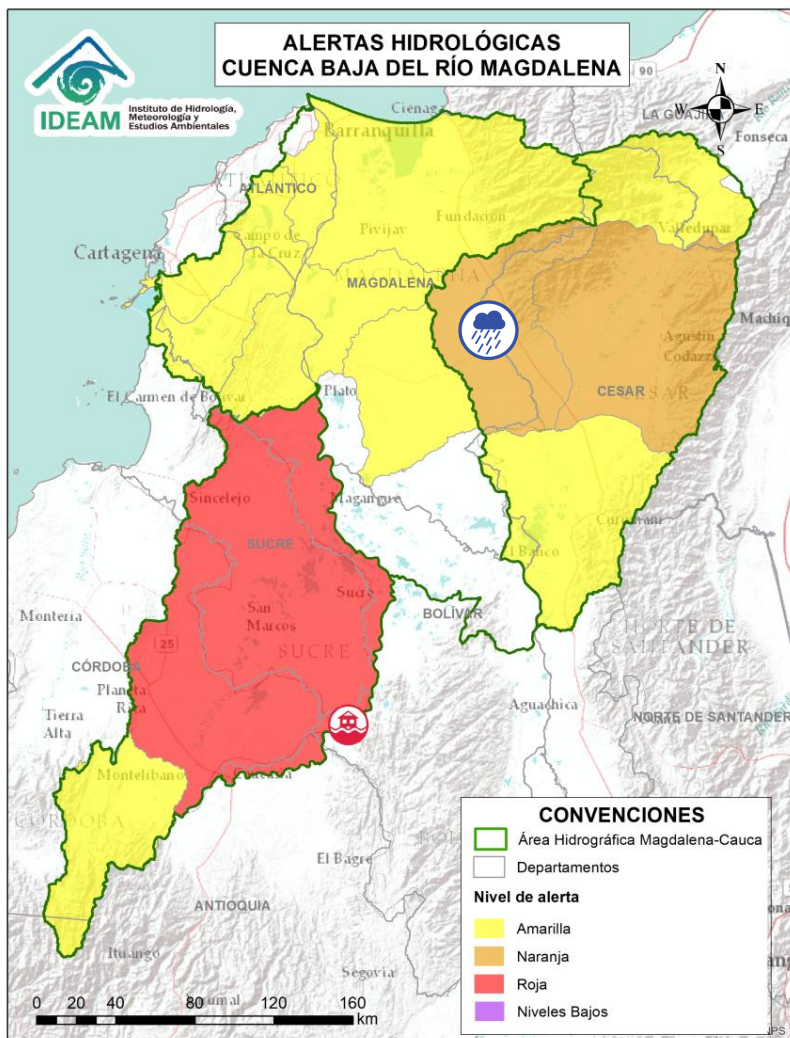 ALERTAS HIDROLÓGICAS
CUENCA BAJA DEL RÍO MAGDALENA
IDEAM
Instituto de Hidrología,
Meteorología y
Estudios Ambientales
N
W E
S
90
Ciénaga
LA GUAJIRA
Fonseca
Barranquilla
ATLÁNTICO
Valledupar
Fundación
Pivijay
Campo de
la Cruz
Cartagena
MAGDALENA
Machiq
Agustín
Codazzi
CESAR
El Carmen de Bolívar
Plato
Sincelejo
Magangué
SUCRE
El Banco
Sucre
BOLÍVAR
San
Marcos
SUCRE
Montería
25
NORTE DE
SANTANDER
CÓRDOBA
Planeta
Rica
Tierra
Alta
Aguachica
NORTE DE SANTANDER
Montelíbano
Caucasia
CÓRDOBA
El Bagre
ANTIOQUIA
Ituango
Segovia
CONVENCIONES
Área Hidrográfica Magdalena-Cauca
Departamentos
Nivel de alerta
Amarilla
Naranja
Roja
Niveles Bajos
0 20 40 80 120 160
km